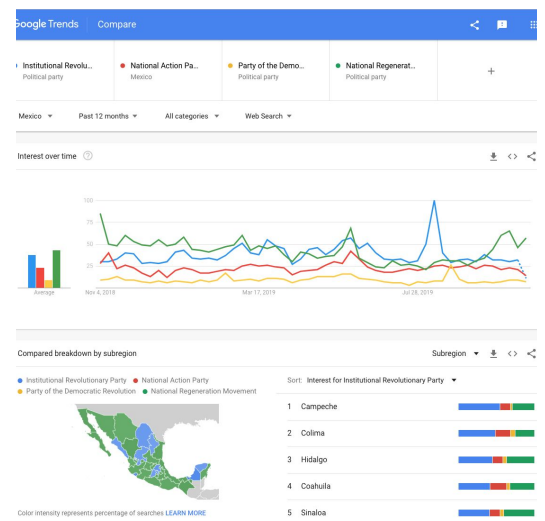 Google Trends Compare
Institutional Revolu... National Action Pa... Party of the Demo... National Regenerat...
Political party Mexico Political party Political party
+
Mexico Past 12 months All categories Web Search
Interest over time
100
75
50
25
Average Nov 4, 2018 Mar 17, 2019 Jul 28, 2019
Compared breakdown by subregion Subregion
Institutional Revolutionary Party National Action Party
Party of the Democratic Revolution National Regeneration Movement
Sort: Interest for Institutional Revolutionary Party
1 Campeche
2 Colima
3 Hidalgo
4 Coahuila
5 Sinaloa
Color intensity represents percentage of searches LEARN MORE